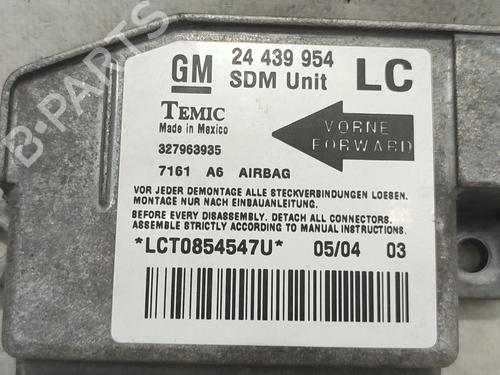 GM
24 439 954
SDM Unit
LC
TEMIC
Made in Mexico
VORNE
FORWARD
327963935
7161 A6 AIRBAG
VOR JEDER DEMONTAGE ALLE STECKVERBINDUNGEN LOESEN.
MONTAGE NUR NACH EINBAUANLEITUNG.
BEFORE EVERY DISASSEMBLY, DETACH ALL CONNECTORS.
ASSEMBLE STRICTLY ACCORDING TO MANUAL INSTRUCTIONS.
*LCT0854547U* 05/04 03
B-PARTS